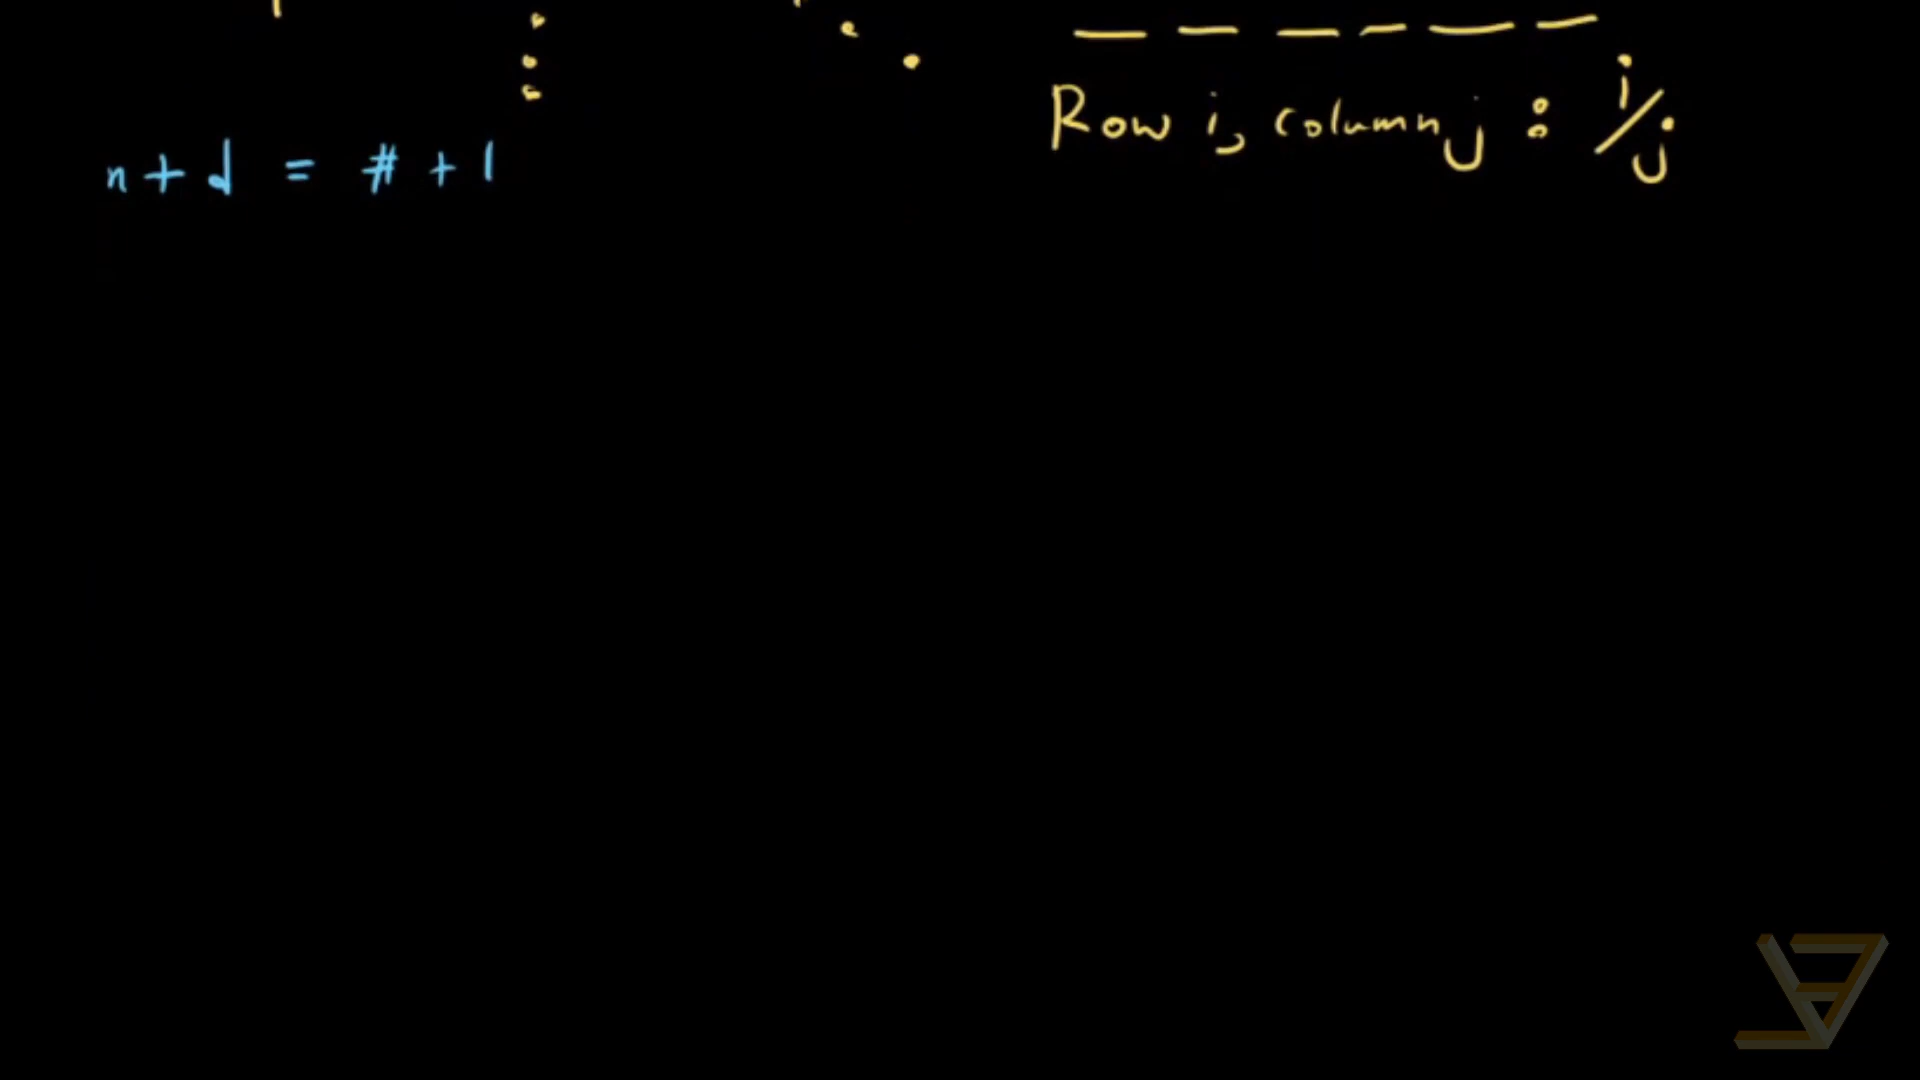 Row i, column j : i/j
n + d = # + 1